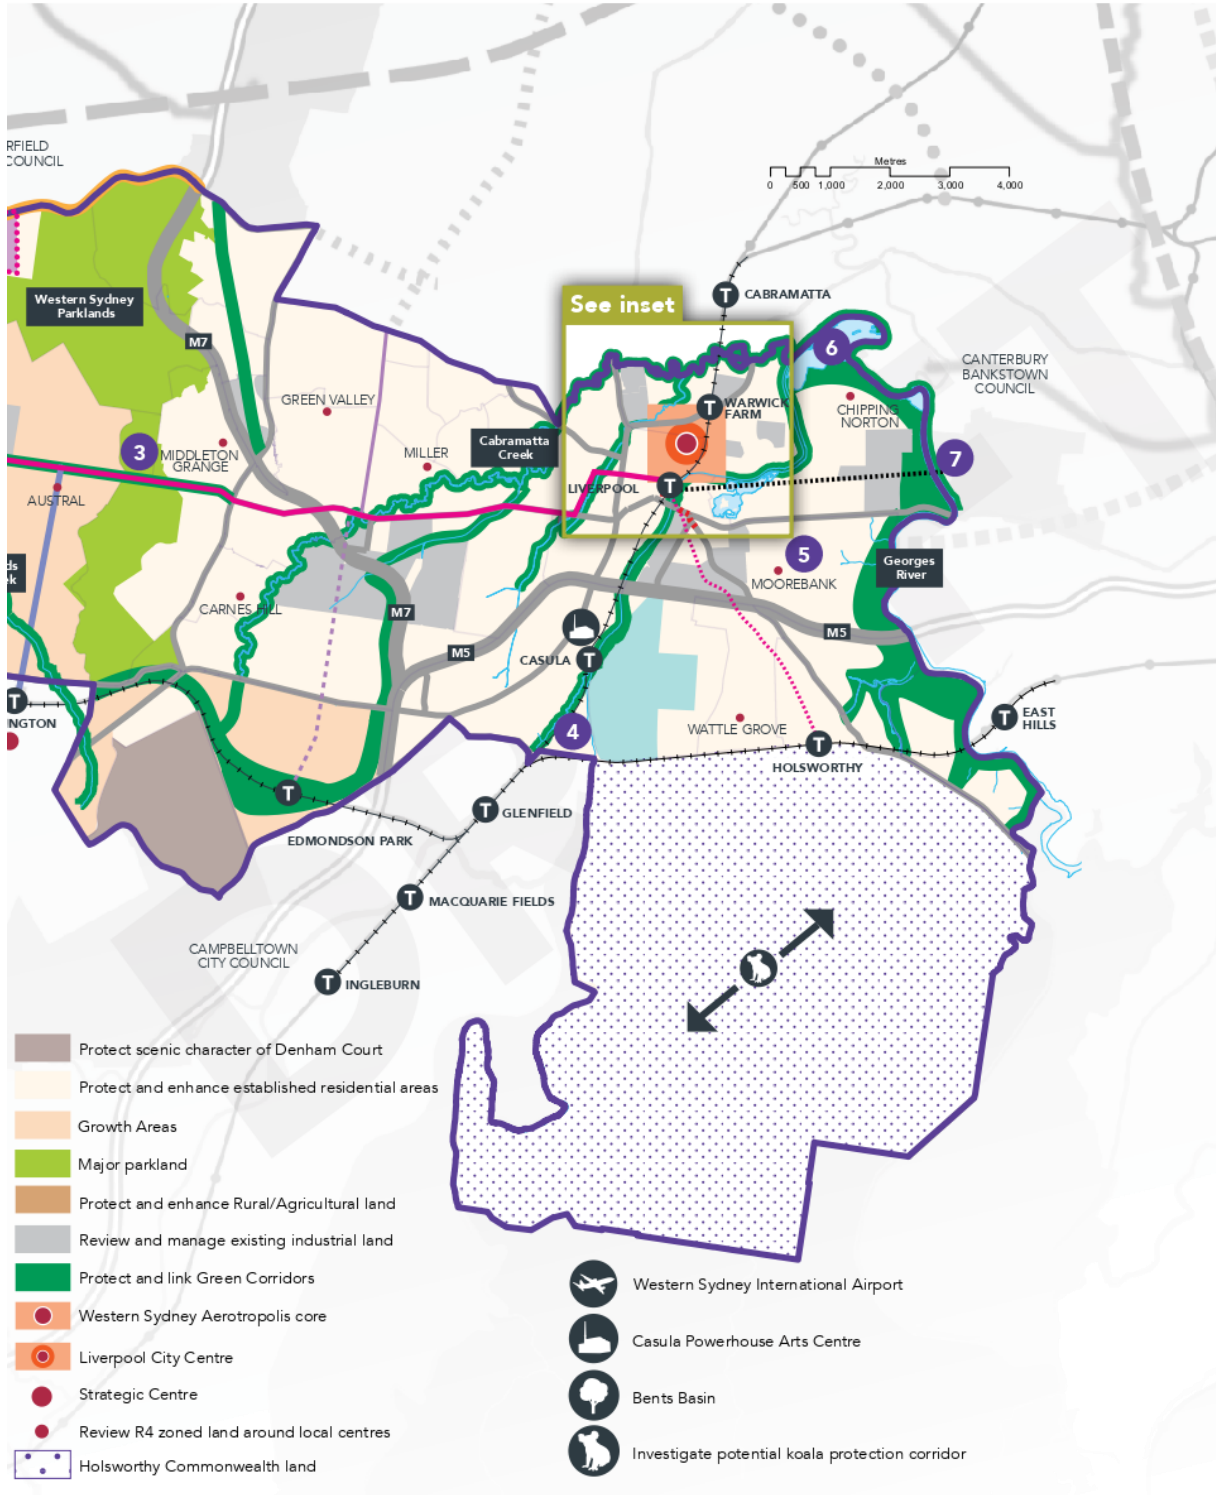 RFIELD
COUNCIL
Metres
0 500 1,000 2,000 3,000 4,000
Western Sydney
Parklands
M7
See inset
T CABRAMATTA
6
CANTERBURY
BANKSTOWN
COUNCIL
GREEN VALLEY
T WARWICK
FARM
CHIPPING
NORTON
3
MIDDLETON
GRANGE
MILLER
Cabramatta
Creek
7
AUSTRAL
LIVERPOOL T
5
MOOREBANK
Georges
River
ds
ek
CARNES HILL
M7
M5
M5
CASULA T
T
NGTON
4
WATTLE GROVE
T EAST
HILLS
T
HOLSWORTHY
T
EDMONDSON PARK
T GLENFIELD
T MACQUARIE FIELDS
CAMPBELLTOWN
CITY COUNCIL
T INGLEBURN
Protect scenic character of Denham Court
Protect and enhance established residential areas
Growth Areas
Major parkland
Protect and enhance Rural/Agricultural land
Review and manage existing industrial land
Protect and link Green Corridors
Western Sydney Aerotropolis core
Liverpool City Centre
Strategic Centre
Review R4 zoned land around local centres
Holsworthy Commonwealth land
Western Sydney International Airport
Casula Powerhouse Arts Centre
Bents Basin
Investigate potential koala protection corridor